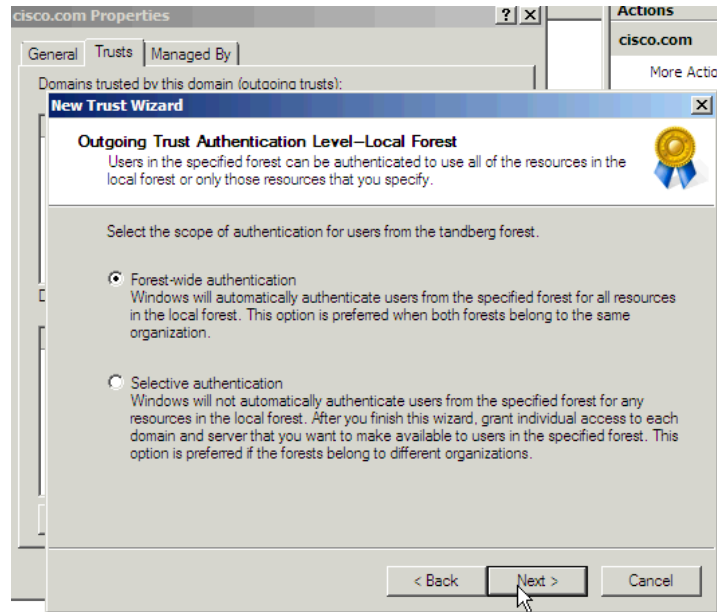 cisco.com Properties
Actions
cisco.com
More Actio
General Trusts Managed By
Domains trusted by this domain (outgoing trusts):
New Trust Wizard
Outgoing Trust Authentication Level--Local Forest
Users in the specified forest can be authenticated to use all of the resources in the
local forest or only those resources that you specify.
Select the scope of authentication for users from the tandberg forest.
Forest-wide authentication
Windows will automatically authenticate users from the specified forest for all resources
in the local forest. This option is preferred when both forests belong to the same
organization.
Selective authentication
Windows will not automatically authenticate users from the specified forest for any
resources in the local forest. After you finish this wizard, grant individual access to each
domain and server that you want to make available to users in the specified forest. This
option is preferred if the forests belong to different organizations.
< Back
Next >
Cancel